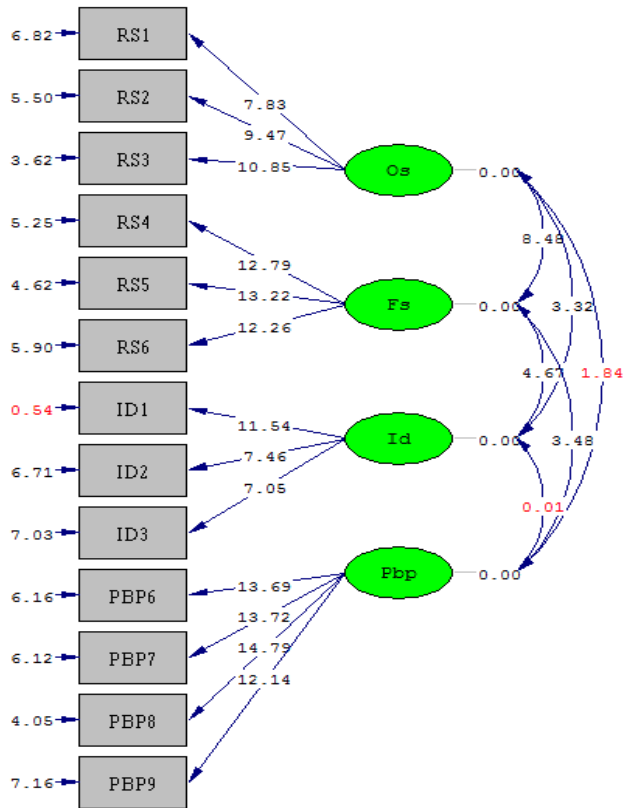 6.82 RS1
5.50 RS2
7.83
9.47
3.62 RS3
10.85
Os 0.00
5.25 RS4
8.48
12.79
4.62 RS5
13.22
Fs 0.00
3.32
12.26
5.90 RS6
4.67 1.84
0.54 ID1
11.54
Id 0.00
3.48
6.71 ID2
7.46
7.05
0.01
7.03 ID3
Pbp 0.00
6.16 PBP6
13.69
13.72
14.79
6.12 PBP7
12.14
4.05 PBP8
7.16 PBP9